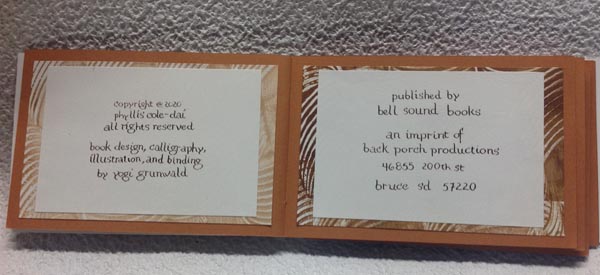 copyright © 2020
phyllis cole-dai
all rights reserved
book design, calligraphy,
illustration, and binding,
by yogi grunwald
published by
bell sound books
an imprint of
back porch productions
46855 200th st
bruce sd 57220